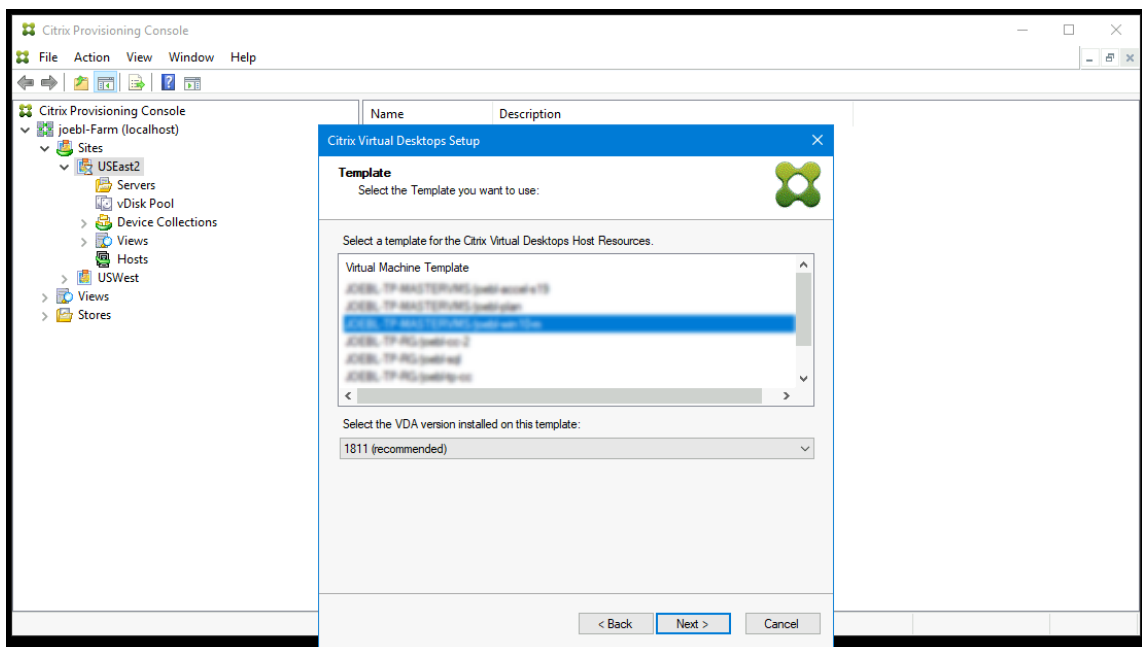 Citrix Provisioning Console
File Action View Window Help
Citrix Provisioning Console
joebl-Farm (localhost)
Sites
USEast2
Servers
vDisk Pool
Device Collections
Views
Hosts
USWest
Views
Stores
Name Description
Citrix Virtual Desktops Setup
Template
Select the Template you want to use:
Select a template for the Citrix Virtual Desktops Host Resources.
Virtual Machine Template
Select the VDA version installed on this template:
1811 (recommended)
< Back Next > Cancel